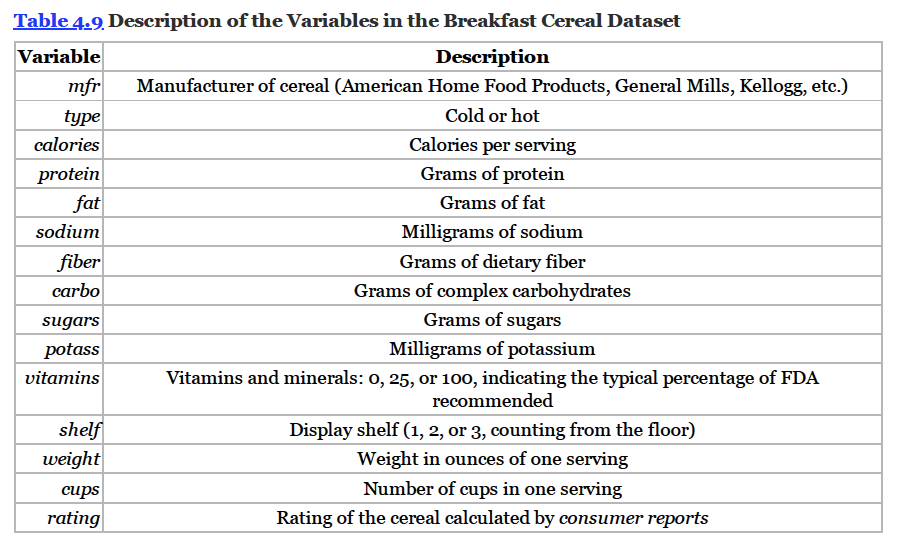 Table 4.9 Description of the Variables in the Breakfast Cereal Dataset
Variable Description
mfr Manufacturer of cereal (American Home Food Products, General Mills, Kellogg, etc.)
type Cold or hot
calories Calories per serving
protein Grams of protein
fat Grams of fat
sodium Milligrams of sodium
fiber Grams of dietary fiber
carbo Grams of complex carbohydrates
sugars Grams of sugars
potass Milligrams of potassium
vitamins Vitamins and minerals: 0, 25, or 100, indicating the typical percentage of FDA
recommended
shelf Display shelf (1, 2, or 3, counting from the floor)
weight Weight in ounces of one serving
cups Number of cups in one serving
rating Rating of the cereal calculated by consumer reports